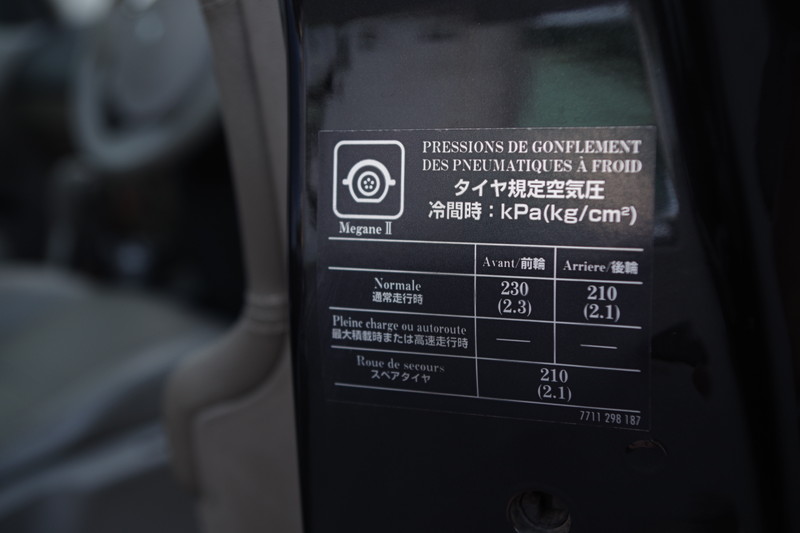 PRESSIONS DE GONFLEMENT
DES PNEUMATIQUES À FROID
タイヤ規定空気圧
冷間時：kPa(kg/cm²)
Megane II
Avant/前輪 Arriere/後輪
Normale
通常走行時
230
(2.3)
210
(2.1)
Pleine charge ou autoroute
最大積載時または高速走行時
— —
Roue de secours
スペアタイヤ
210
(2.1)
7711 298 187